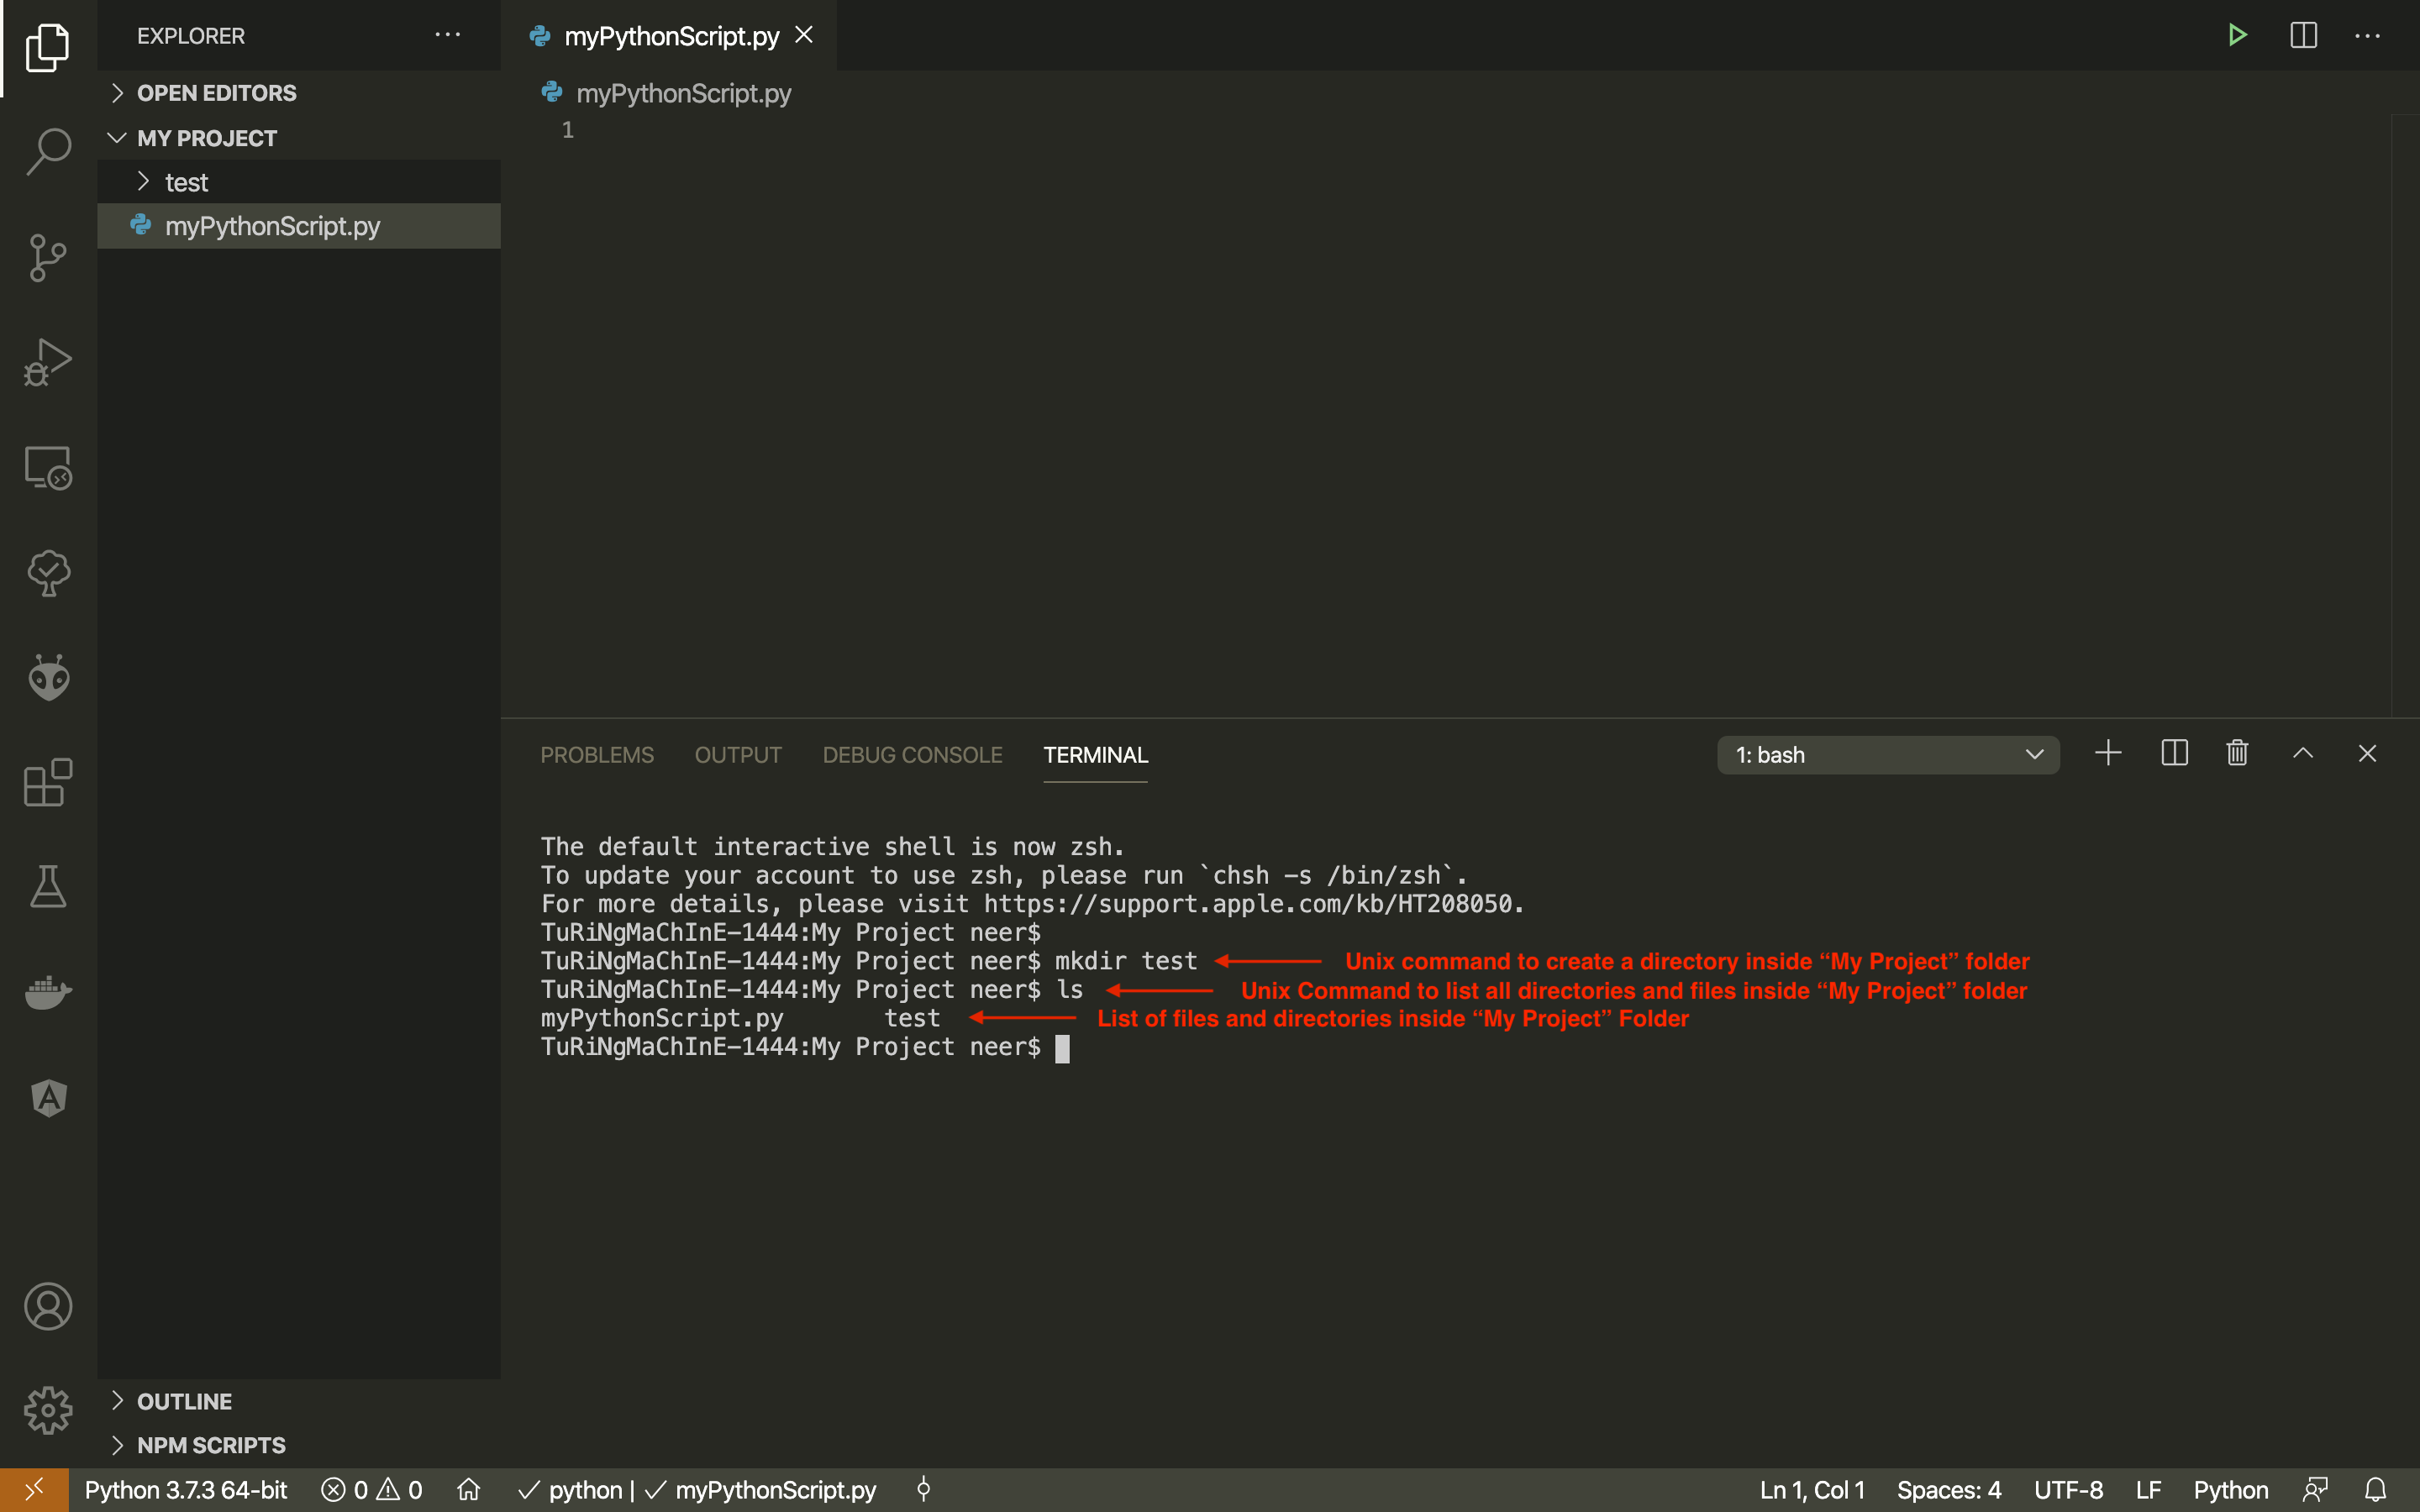 EXPLORER
OPEN EDITORS
MY PROJECT
test
myPythonScript.py
OUTLINE
NPM SCRIPTS
myPythonScript.py
myPythonScript.py
1
PROBLEMS OUTPUT DEBUG CONSOLE TERMINAL
1: bash
The default interactive shell is now zsh.
To update your account to use zsh, please run `chsh -s /bin/zsh`.
For more details, please visit https://support.apple.com/kb/HT208050.
TuRiNgMaChInE-1444:My Project neer$
TuRiNgMaChInE-1444:My Project neer$ mkdir test Unix command to create a directory inside “My Project” folder
TuRiNgMaChInE-1444:My Project neer$ ls Unix Command to list all directories and files inside “My Project” folder
myPythonScript.py test List of files and directories inside “My Project” Folder
TuRiNgMaChInE-1444:My Project neer$
Python 3.7.3 64-bit 0 0 python | myPythonScript.py Ln 1, Col 1 Spaces: 4 UTF-8 LF Python